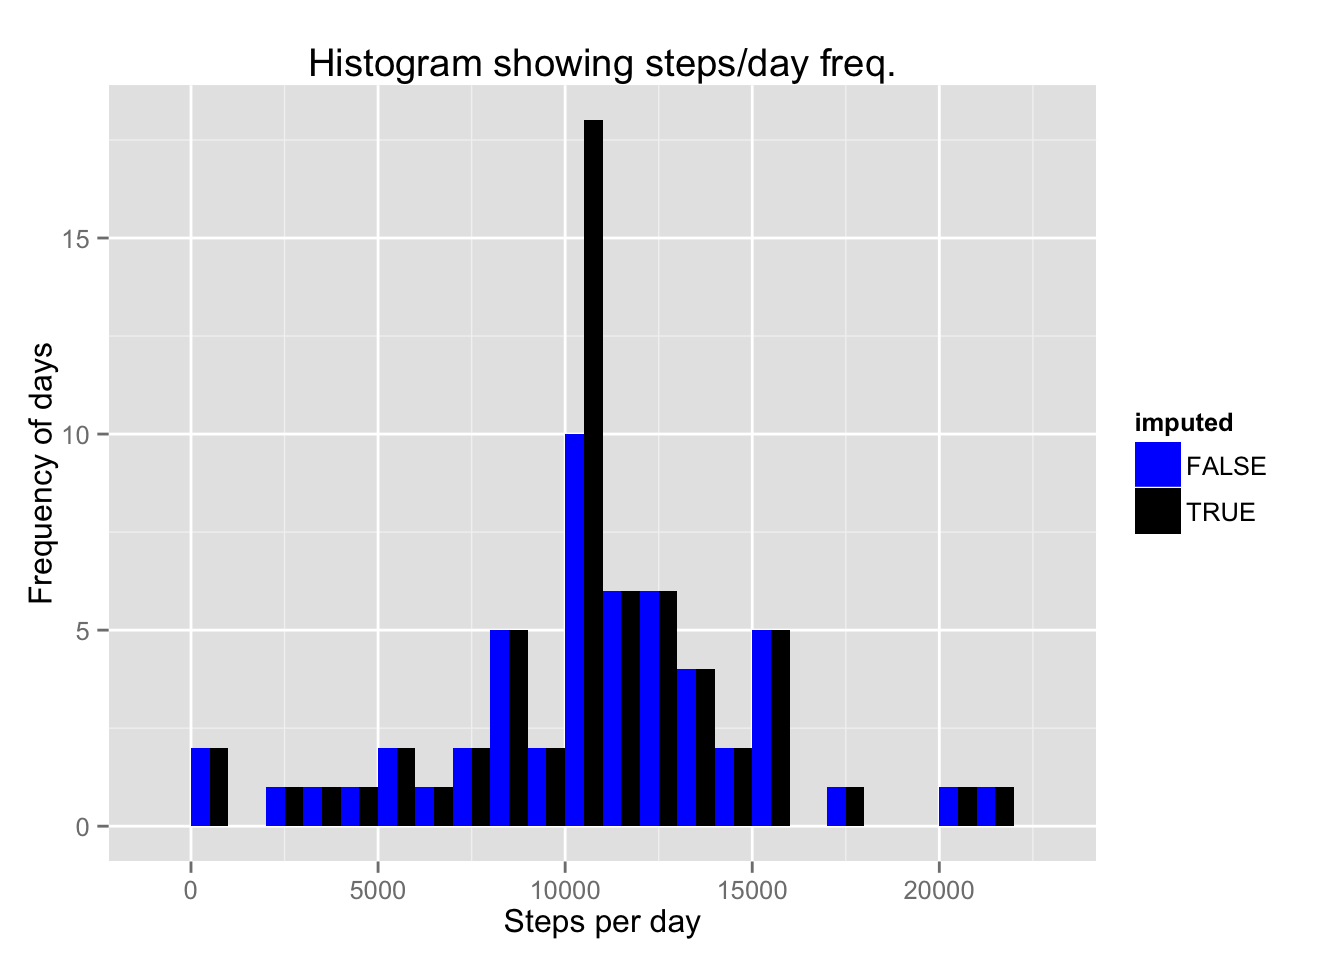 Histogram showing steps/day freq.
Frequency of days
15
10
5
0
0 5000 10000 15000 20000
Steps per day
imputed
FALSE
TRUE